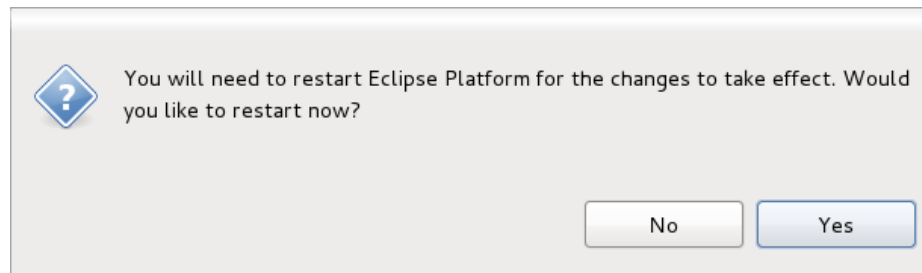 You will need to restart Eclipse Platform for the changes to take effect. Would
you like to restart now?
No
Yes